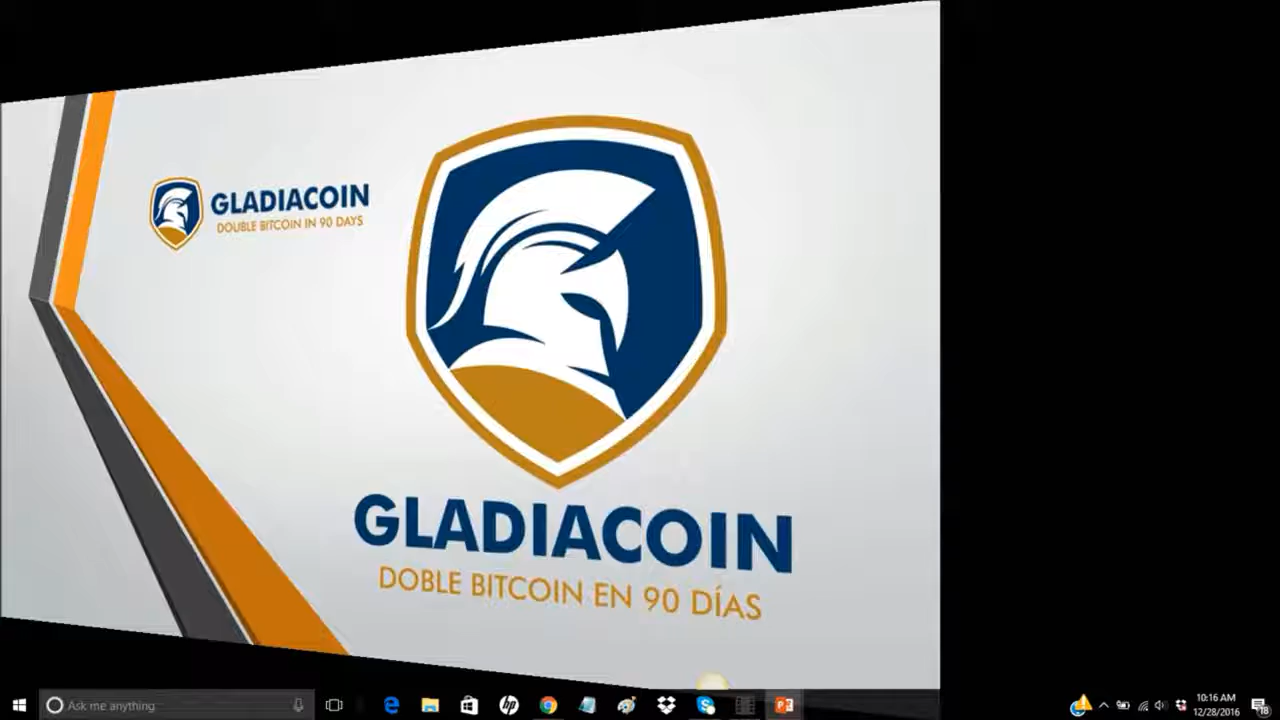 GLADIACOIN
DOUBLE BITCOIN IN 90 DAYS
GLADIACOIN
DOBLE BITCOIN EN 90 DÍAS
Ask me anything
10:16 AM
12/28/2016
18